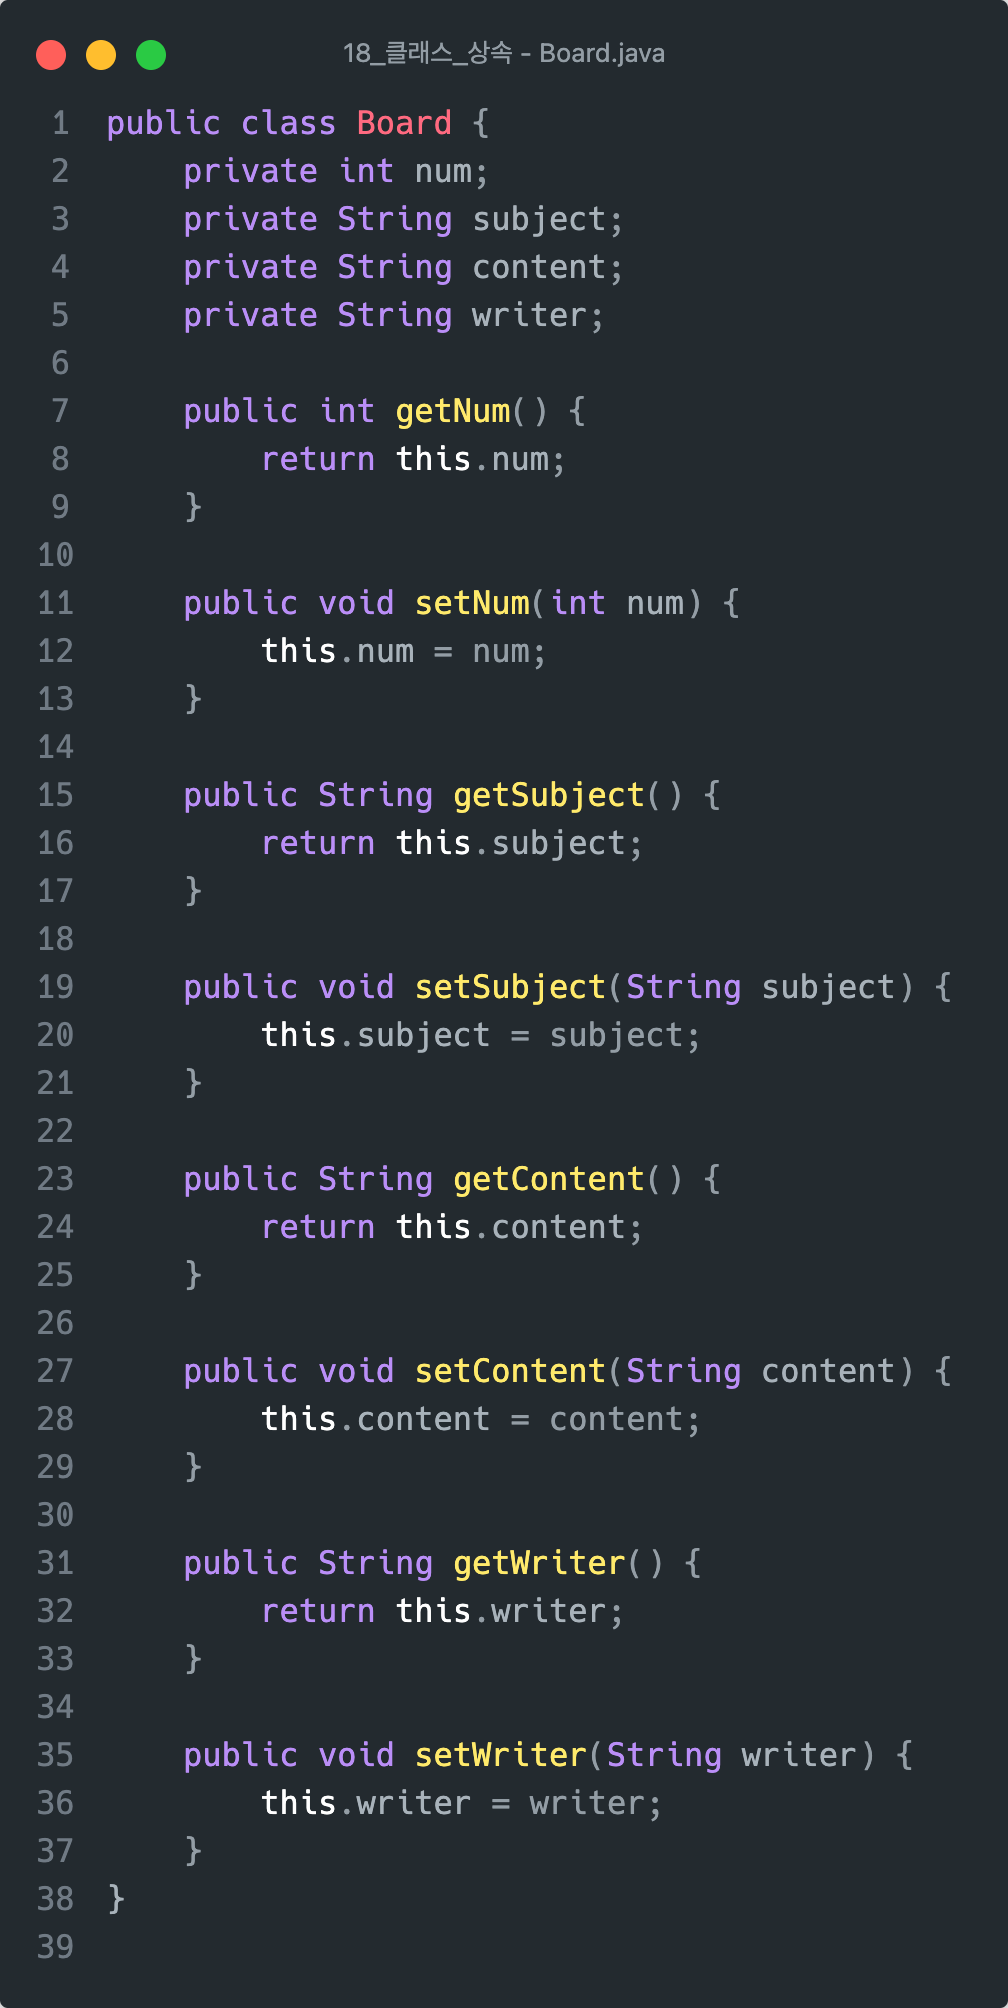 18_클래스_상속 - Board.java
1 public class Board {
2     private int num;
3     private String subject;
4     private String content;
5     private String writer;
6
7     public int getNum() {
8         return this.num;
9     }
10
11     public void setNum(int num) {
12         this.num = num;
13     }
14
15     public String getSubject() {
16         return this.subject;
17     }
18
19     public void setSubject(String subject) {
20         this.subject = subject;
21     }
22
23     public String getContent() {
24         return this.content;
25     }
26
27     public void setContent(String content) {
28         this.content = content;
29     }
30
31     public String getWriter() {
32         return this.writer;
33     }
34
35     public void setWriter(String writer) {
36         this.writer = writer;
37     }
38 }
39